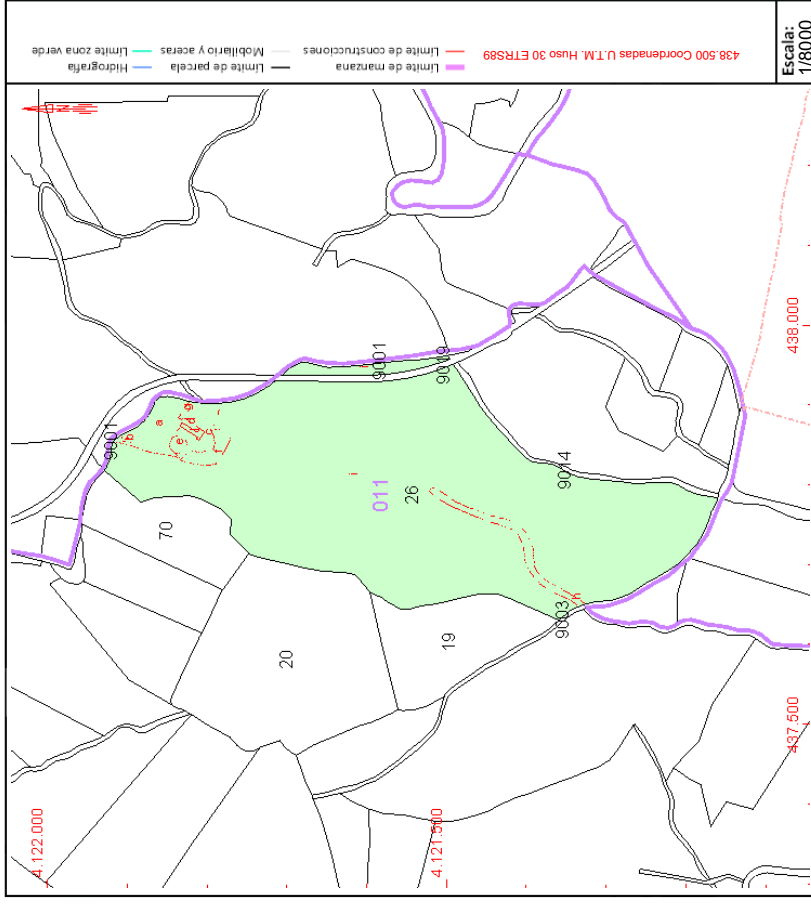 438.500 Coordenadas U.T.M. Huso 30 ETRS89
Límite de manzana
Límite de construcciones
Límite de parcela
Mobiliario y aceras
Hidrografía
Límite zona verde
Escala:
1/8000
4.122.000
4.121.500
438.000
437.500
9001
9001
9019
9014
9003
011
26
70
20
19
a
b
c
d
e
i